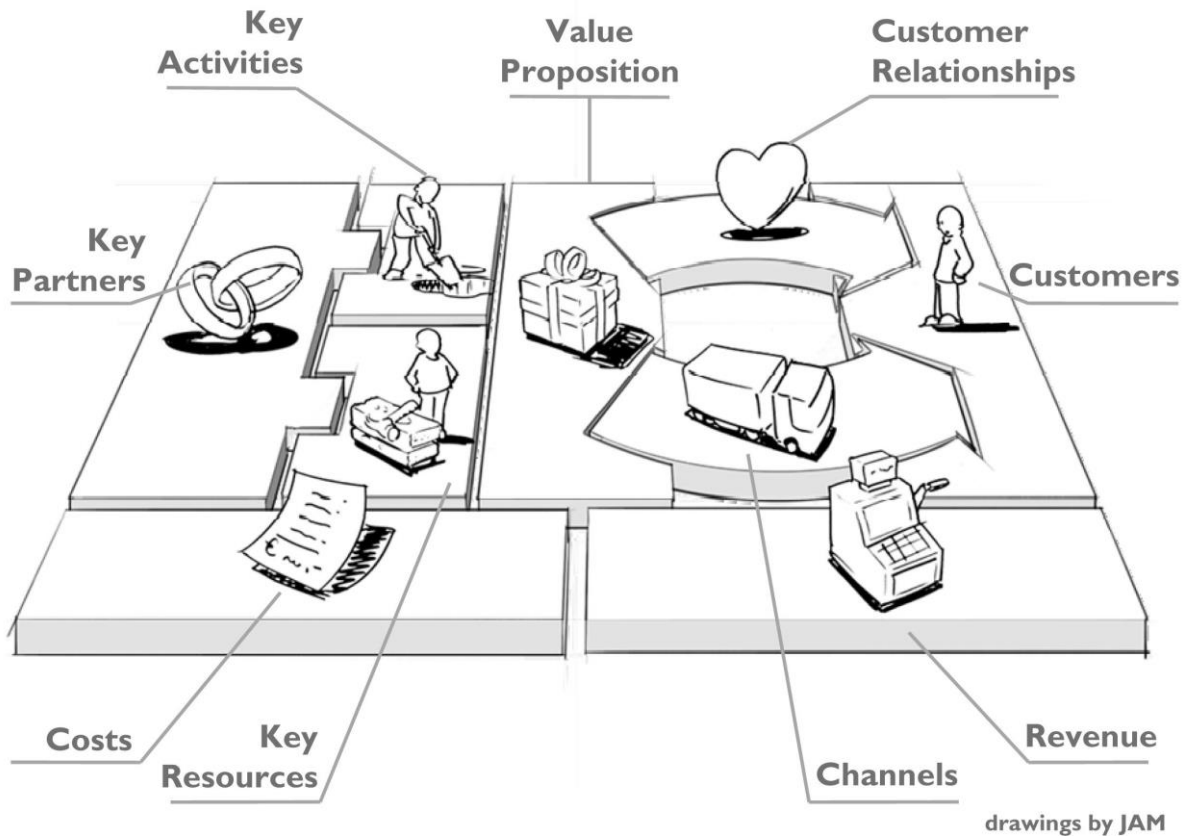 Key
Activities
Value
Proposition
Customer
Relationships
Key
Partners
Customers
€
Costs
Key
Resources
Channels
Revenue
drawings by JAM